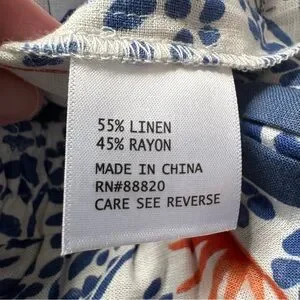 55% LINEN
45% RAYON
MADE IN CHINA
RN#88820
CARE SEE REVERSE